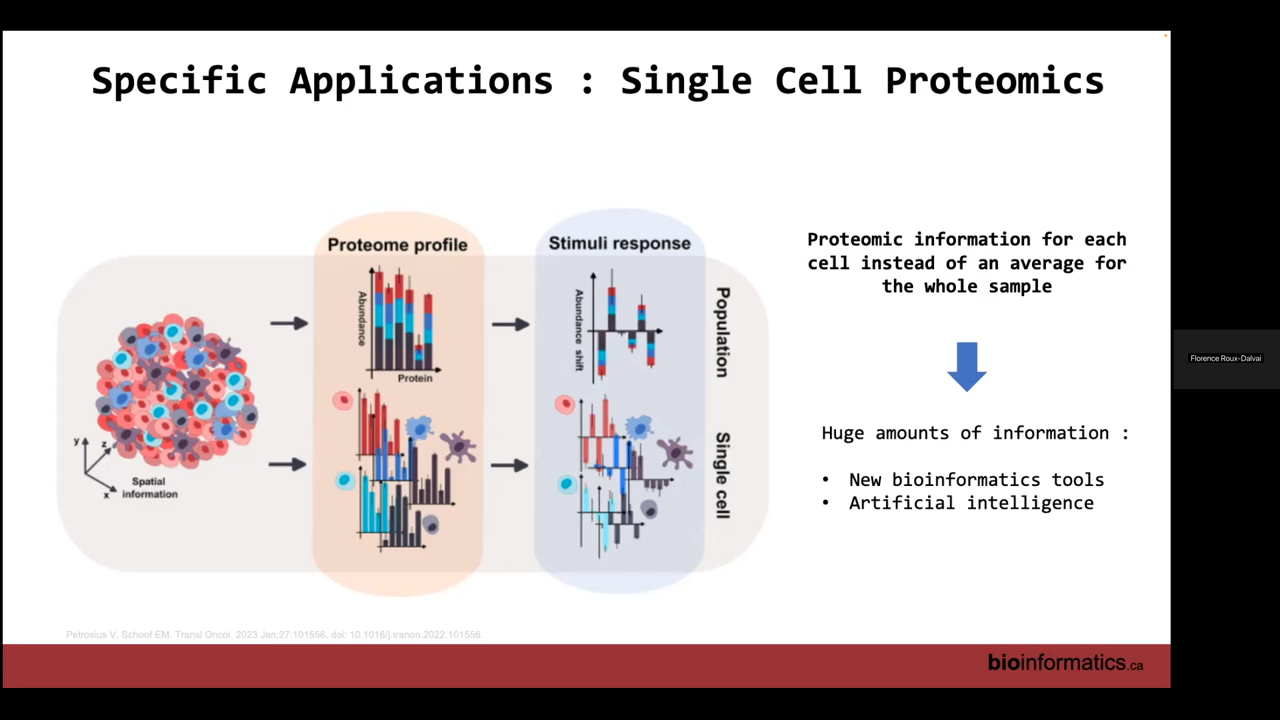 Specific Applications : Single Cell Proteomics
Proteome profile
Stimuli response
Abundance
Protein
Abundance shift
Population
Single cell
y
z
x
Spatial
information
Proteomic information for each
cell instead of an average for
the whole sample
Huge amounts of information :
• New bioinformatics tools
• Artificial intelligence
Florence Roux-Dalvai
Petrosius V, Schoof EM. Transl Oncol. 2023 Jan;27:101556. doi: 10.1016/j.tranon.2022.101556.
bioinformatics.ca